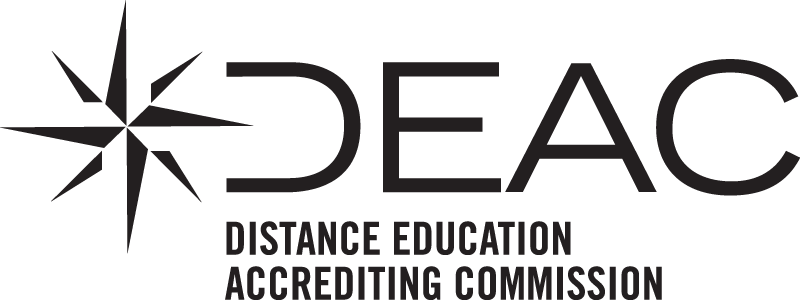 DEAC
DISTANCE EDUCATION
ACCREDITING COMMISSION